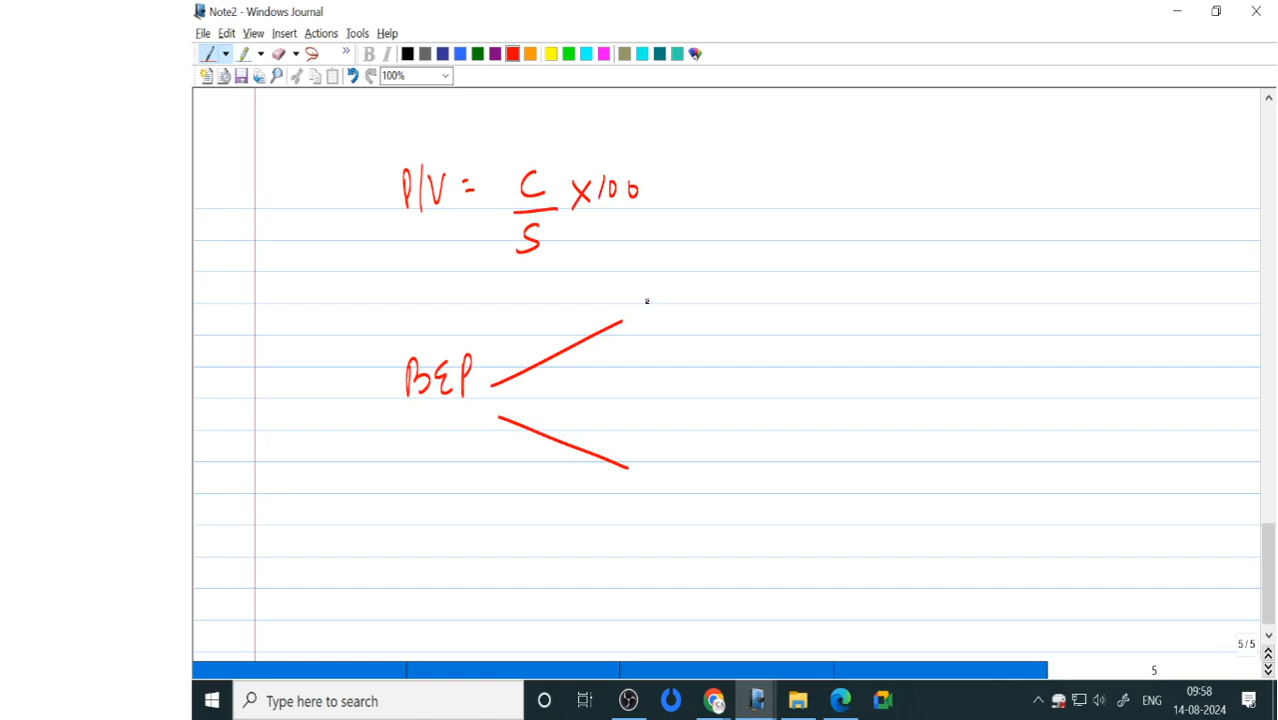 Note2 - Windows Journal
File Edit View Insert Actions Tools Help
» B I
100%
P/V = C/S X100
BEP
5/5
5
Type here to search
ENG
09:58
14-08-2024